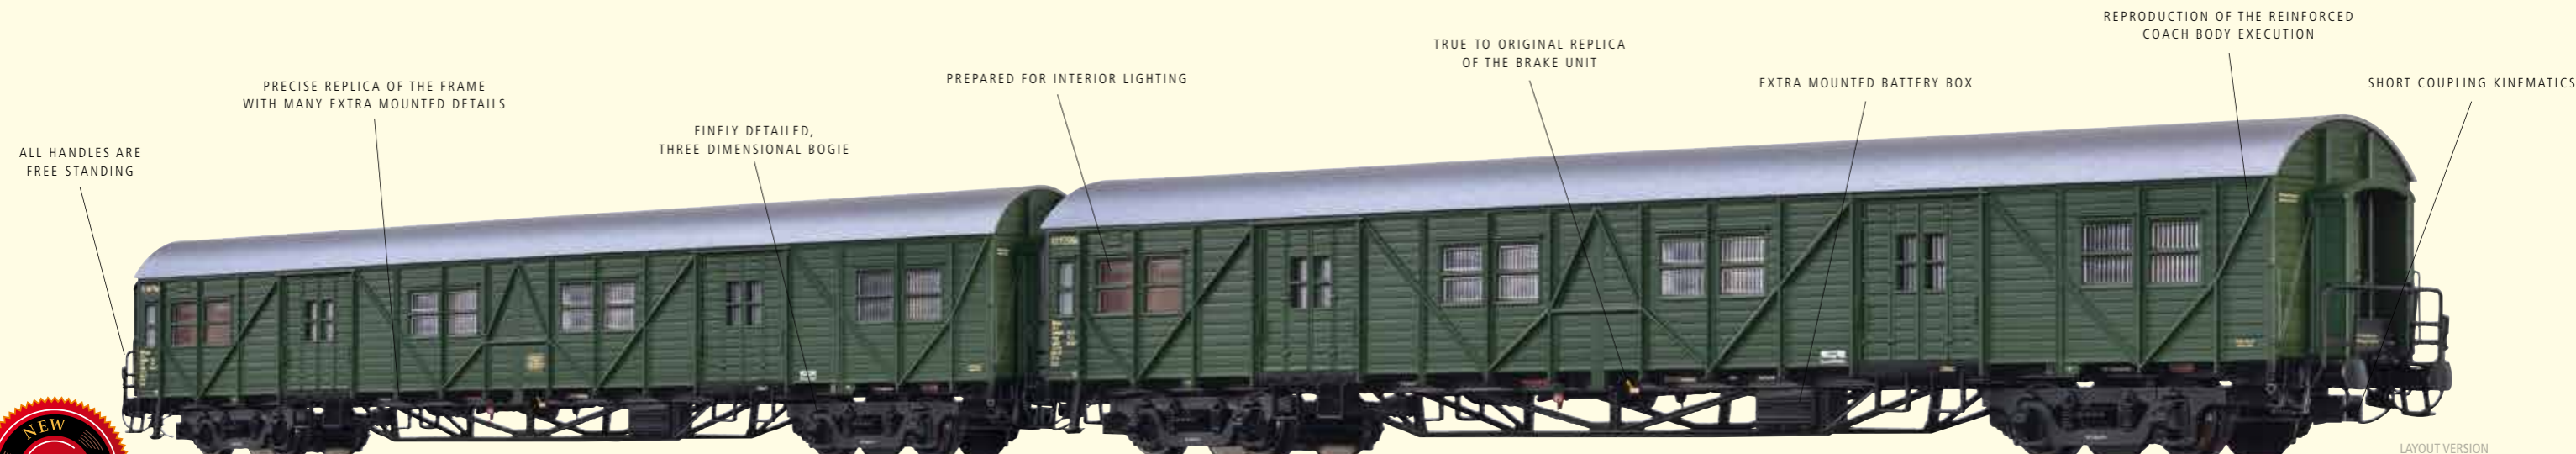 ALL HANDLES ARE
FREE-STANDING
PRECISE REPLICA OF THE FRAME
WITH MANY EXTRA MOUNTED DETAILS
FINELY DETAILED,
THREE-DIMENSIONAL BOGIE
PREPARED FOR INTERIOR LIGHTING
TRUE-TO-ORIGINAL REPLICA
OF THE BRAKE UNIT
EXTRA MOUNTED BATTERY BOX
REPRODUCTION OF THE REINFORCED
COACH BODY EXECUTION
SHORT COUPLING KINEMATICS
NEW
LAYOUT VERSION